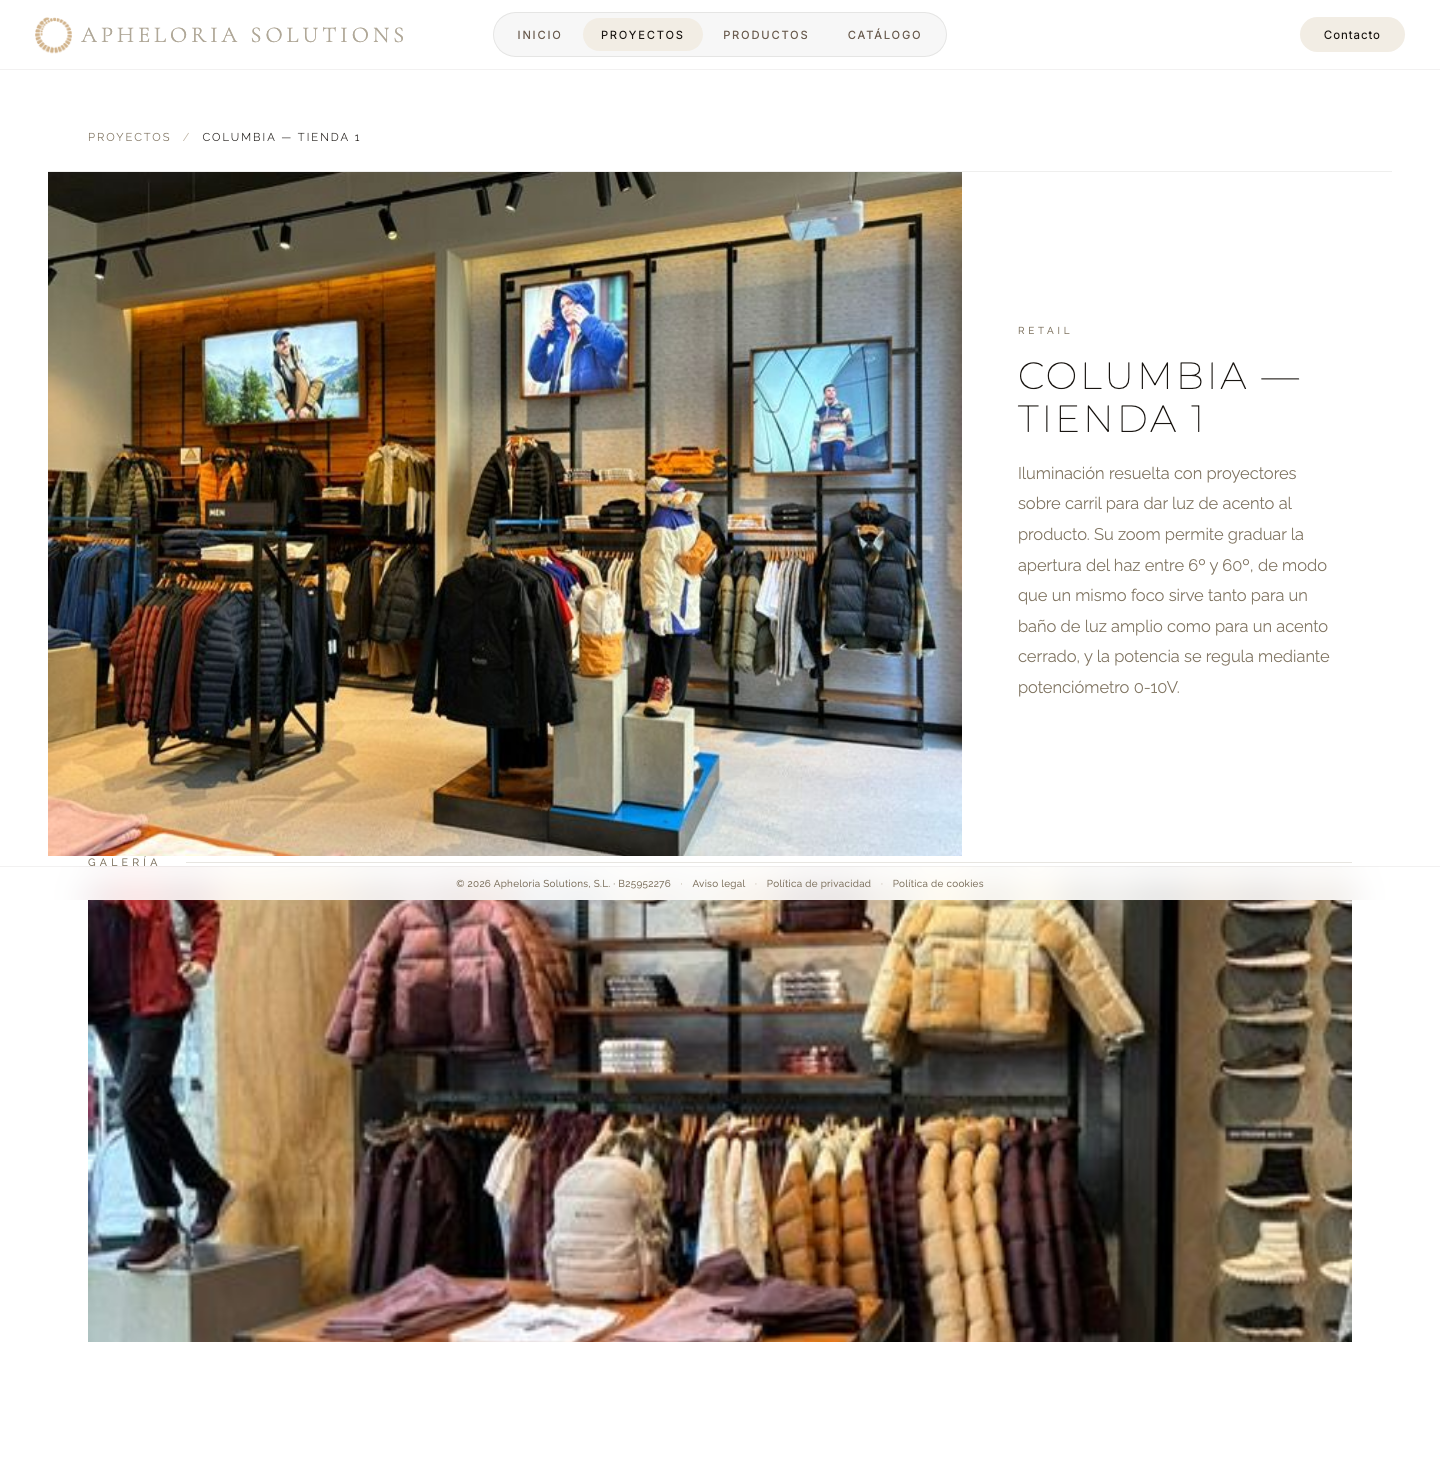 APHELORIA SOLUTIONS
INICIO
PROYECTOS
PRODUCTOS
CATÁLOGO
Contacto
PROYECTOS / COLUMBIA — TIENDA 1
MEN
RETAIL
COLUMBIA —
TIENDA 1
Iluminación resuelta con proyectores
sobre carril para dar luz de acento al
producto. Su zoom permite graduar la
apertura del haz entre 6º y 60º, de modo
que un mismo foco sirve tanto para un
baño de luz amplio como para un acento
cerrado, y la potencia se regula mediante
potenciómetro 0-10V.
GALERÍA
© 2026 Apheloria Solutions, S.L. · B25952276 · Aviso legal · Política de privacidad · Política de cookies